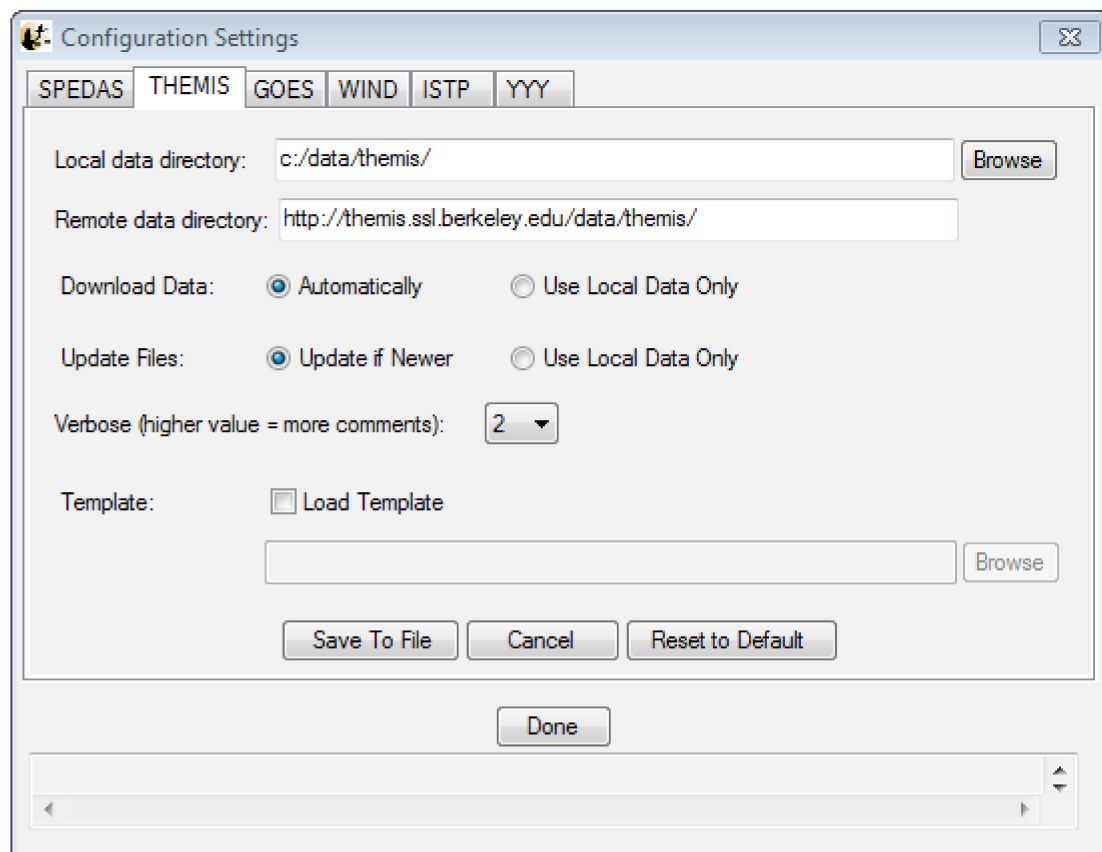 Configuration Settings
SPEDAS THEMIS GOES WIND ISTP YYY
Local data directory: c:/data/themis/ Browse
Remote data directory: http://themis.ssl.berkeley.edu/data/themis/
Download Data: Automatically Use Local Data Only
Update Files: Update if Newer Use Local Data Only
Verbose (higher value = more comments): 2
Template: Load Template
Browse
Save To File Cancel Reset to Default
Done